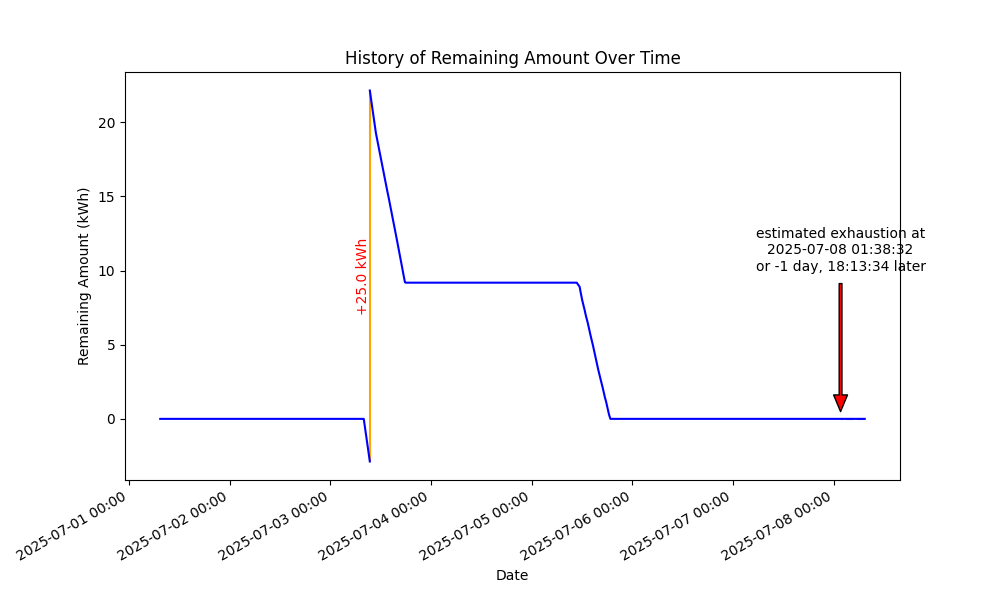 History of Remaining Amount Over Time
Remaining Amount (kWh)
20
15
10
5
0
+25.0 kWh
estimated exhaustion at
2025-07-08 01:38:32
or -1 day, 18:13:34 later
2025-07-01 00:00
2025-07-02 00:00
2025-07-03 00:00
2025-07-04 00:00
2025-07-05 00:00
2025-07-06 00:00
2025-07-07 00:00
2025-07-08 00:00
Date